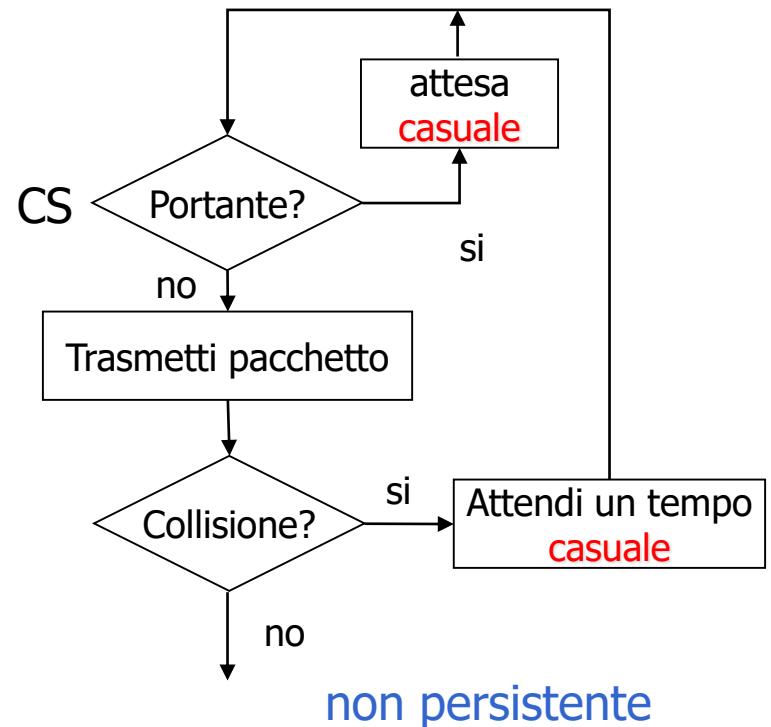 attesa
casuale
CS
Portante?
si
no
Trasmetti pacchetto
Collisione?
si
Attendi un tempo
casuale
no
non persistente